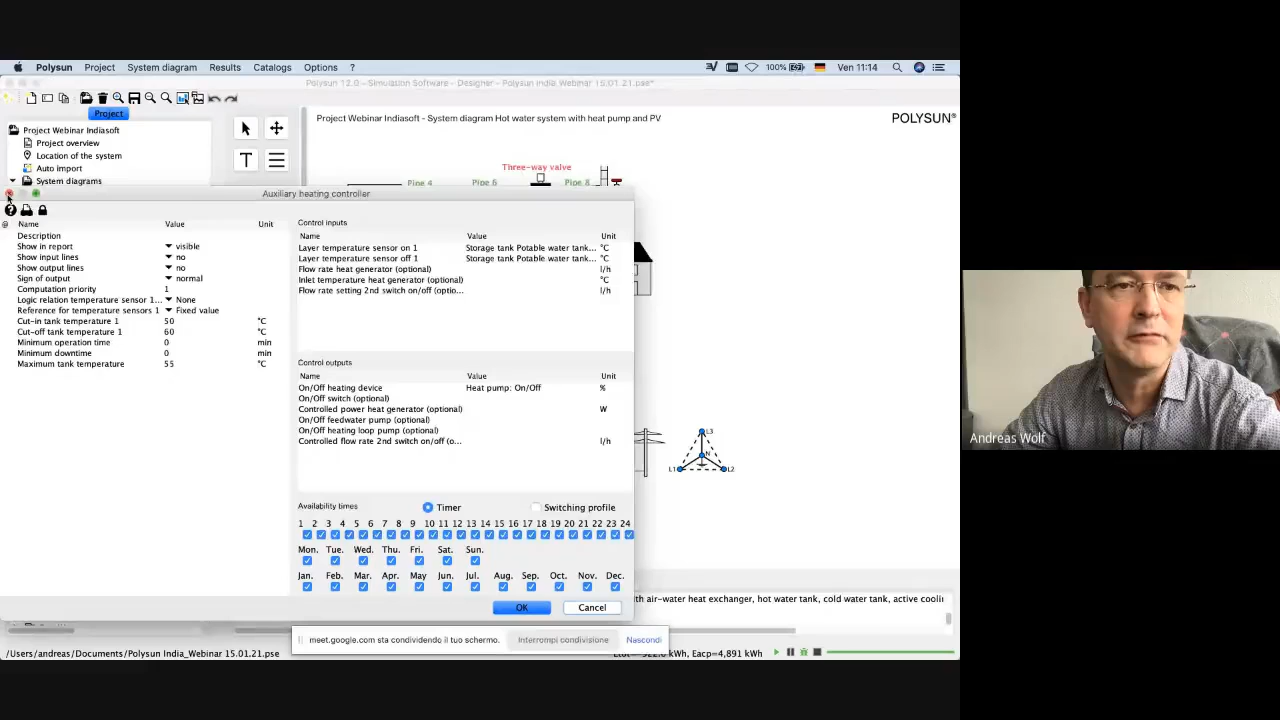 Polysun Project System diagram Results Catalogs Options ? 100% Ven 11:14
Polysun 12.0 - Simulation Software - Designer - Polysun India_Webinar 15.01.21.pae*
Project
Project Webinar Indiasoft - System diagram Hot water system with heat pump and PV
POLYSUN®
Project Webinar Indiasoft
Project overview
Location of the system
Auto import
System diagrams
T
Three-way valve
Pipe 4 Pipe 6 Pipe 8
Auxiliary heating controller
@ Name Value Unit
Description
Show in report visible
Show input lines no
Show output lines no
Sign of output normal
Computation priority 1
Logic relation temperature sensor 1... None
Reference for temperature sensors 1 Fixed value
Cut-in tank temperature 1 50 °C
Cut-off tank temperature 1 60 °C
Minimum operation time 0 min
Minimum downtime 0 min
Maximum tank temperature 55 °C
Control inputs
Name Value Unit
Layer temperature sensor on 1 Storage tank Potable water tank... °C
Layer temperature sensor off 1 Storage tank Potable water tank... °C
Flow rate heat generator (optional) l/h
Inlet temperature heat generator (optional) °C
Flow rate setting 2nd switch on/off (optio... l/h
Control outputs
Name Value Unit
On/Off heating device Heat pump: On/Off %
On/Off switch (optional)
Controlled power heat generator (optional) W
On/Off feedwater pump (optional)
On/Off heating loop pump (optional)
Controlled flow rate 2nd switch on/off (o... l/h
Availability times Timer Switching profile
1 2 3 4 5 6 7 8 9 10 11 12 13 14 15 16 17 18 19 20 21 22 23 24
Mon. Tue. Wed. Thu. Fri. Sat. Sun.
Jan. Feb. Mar. Apr. May Jun. Jul. Aug. Sep. Oct. Nov. Dec.
OK Cancel
L3
N
L1 L2
Andreas Wolf
air-water heat exchanger, hot water tank, cold water tank, active
meet.google.com sta condividendo il tuo schermo. Interrompi condivisione Nascondi
/Users/andreas/Documents/Polysun India_Webinar 15.01.21.pse
kWh, Eacp=4,891 kWh